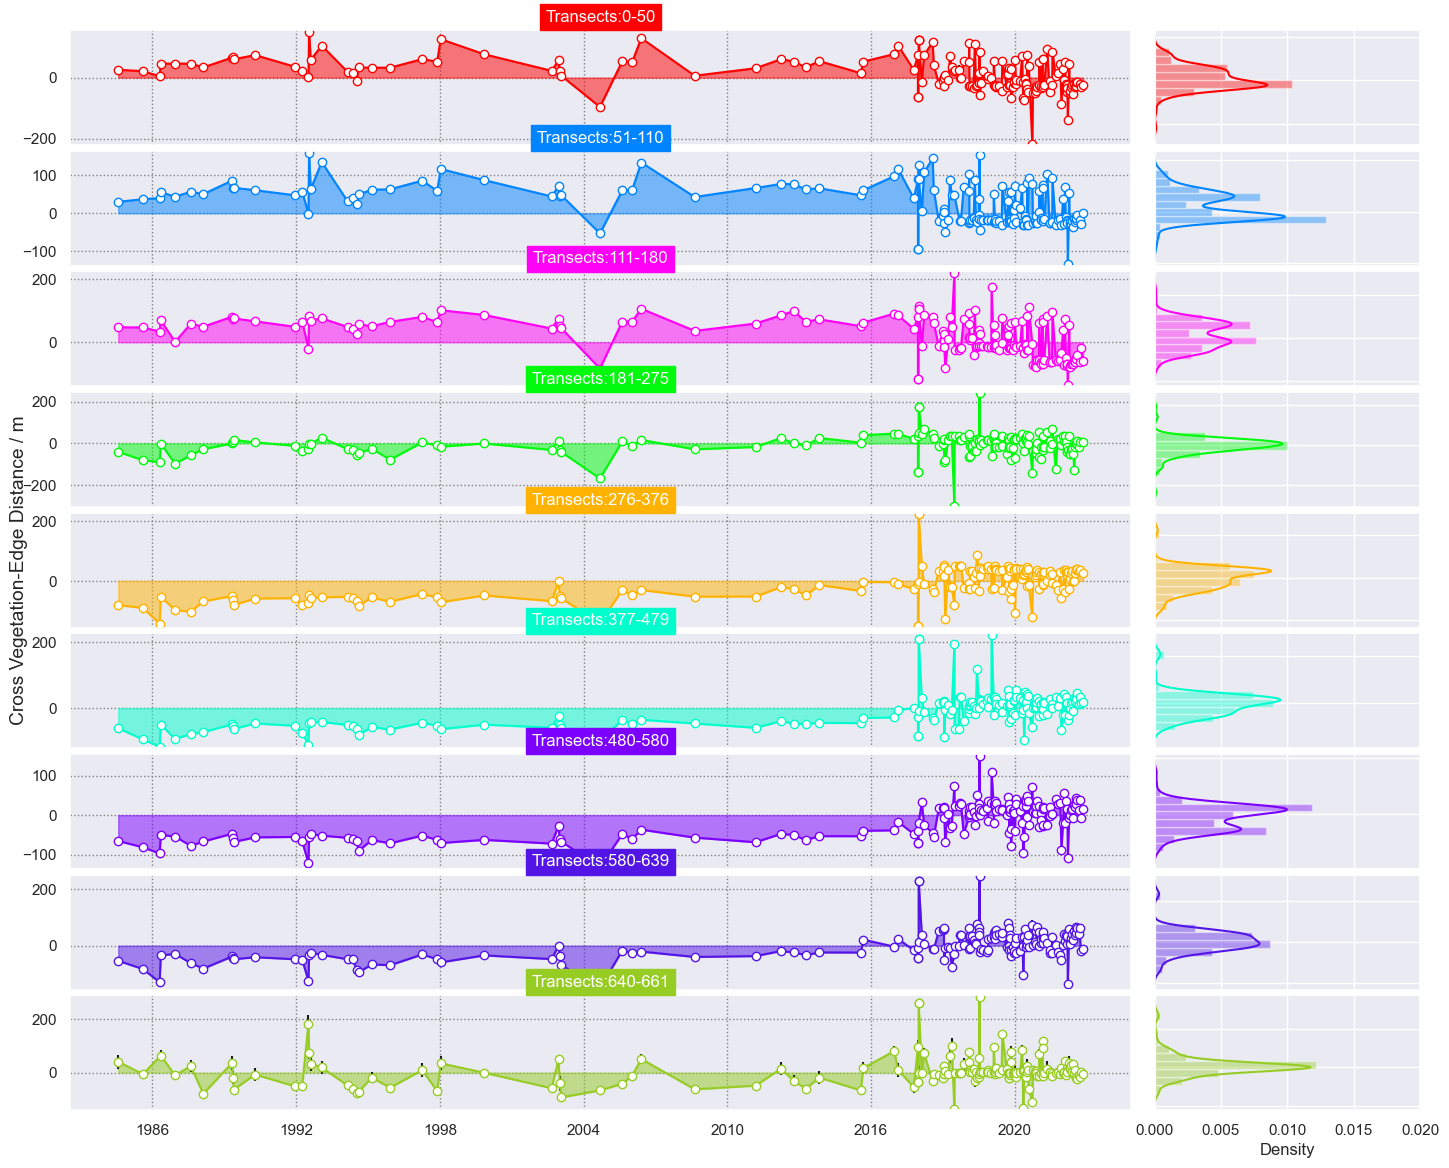 Transects:0-50
0
−200
Transects:51-110
100
0
−100
Transects:111-180
200
0
Transects:181-275
200
0
−200
Transects:276-376
200
0
Transects:377-479
200
0
Transects:480-580
100
0
−100
Transects:580-639
200
0
Transects:640-661
200
0
Cross Vegetation-Edge Distance / m
1986 1992 1998 2004 2010 2016 2020
0.000 0.005 0.010 0.015 0.020
Density